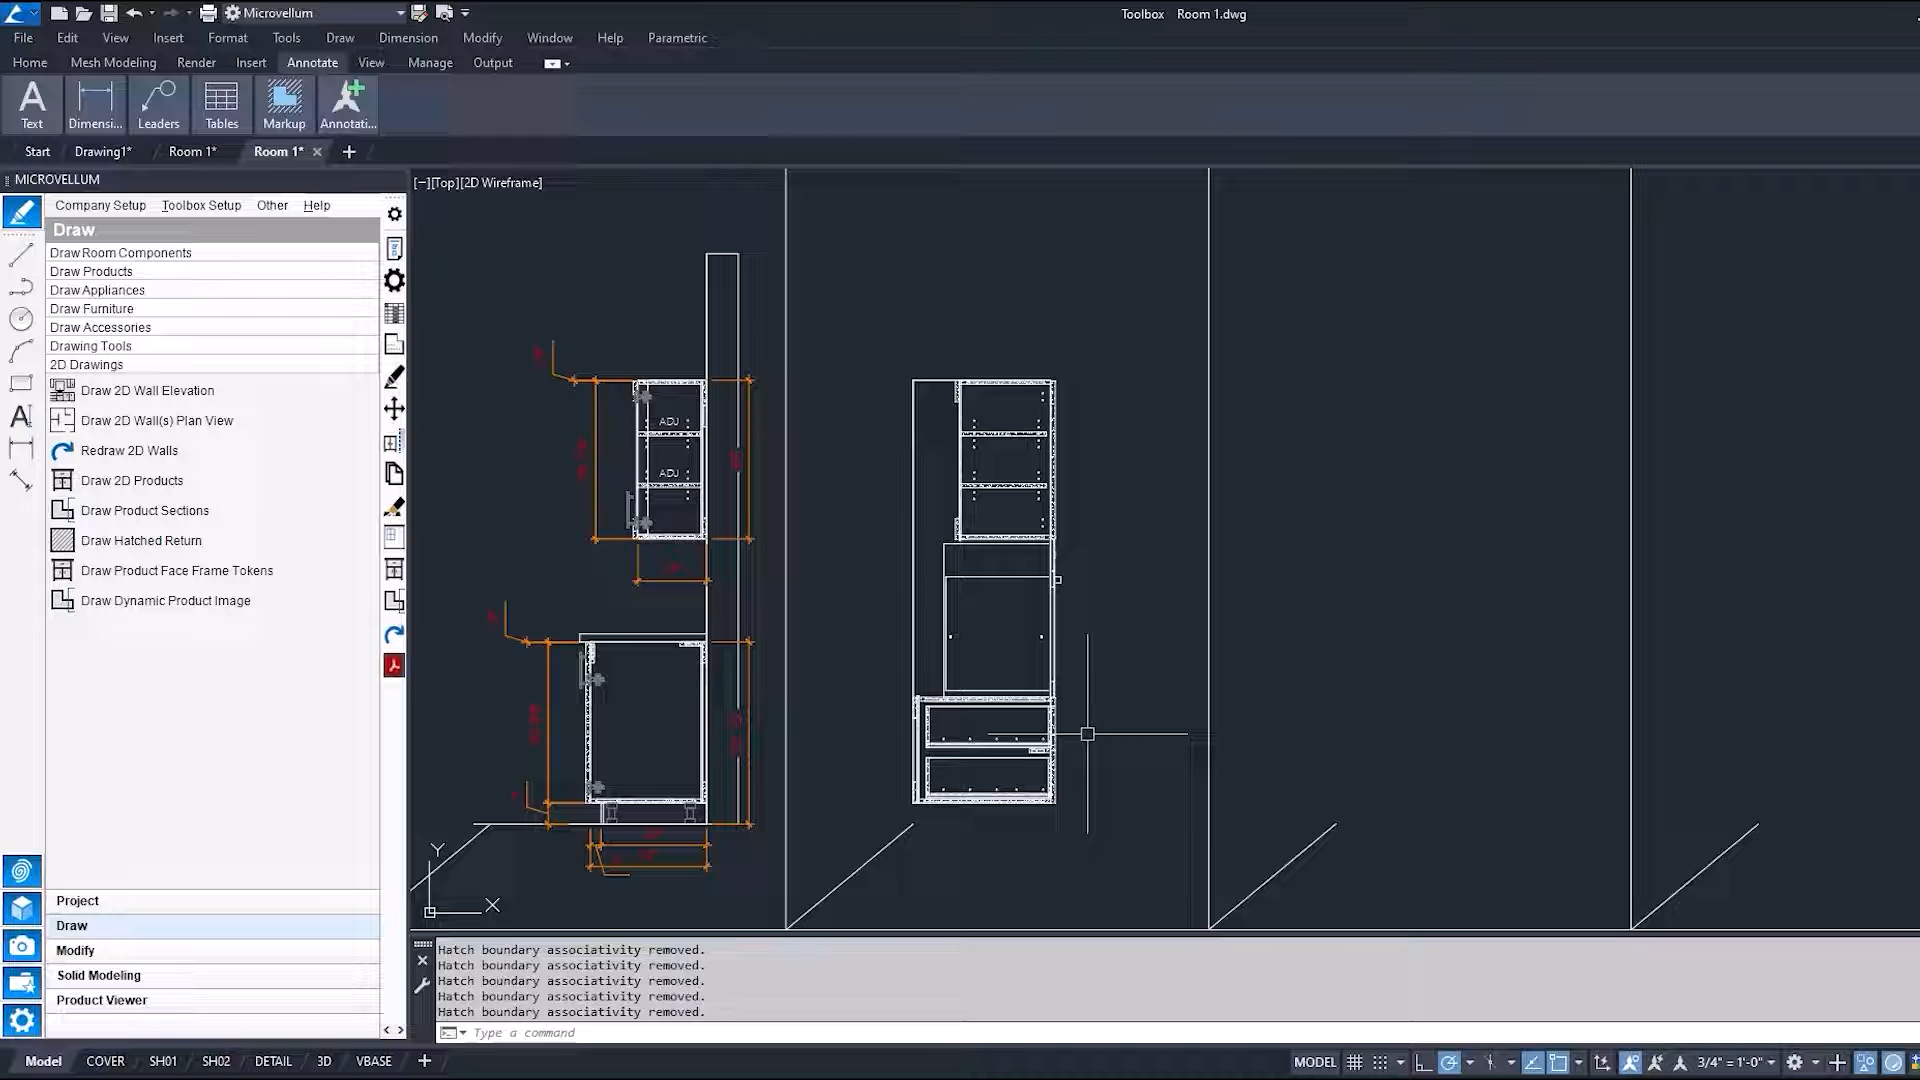 Microvellum
Toolbox Room 1.dwg
File Edit View Insert Format Tools Draw Dimension Modify Window Help Parametric
Home Mesh Modeling Render Insert Annotate View Manage Output
Text Dimensi... Leaders Tables Markup Annotati...
Start Drawing1* Room 1* Room 1*
MICROVELLUM
[−][Top][2D Wireframe]
Company Setup Toolbox Setup Other Help
Draw
Draw Room Components
Draw Products
Draw Appliances
Draw Furniture
Draw Accessories
Drawing Tools
2D Drawings
Draw 2D Wall Elevation
Draw 2D Wall(s) Plan View
Redraw 2D Walls
Draw 2D Products
Draw Product Sections
Draw Hatched Return
Draw Product Face Frame Tokens
Draw Dynamic Product Image
ADJ
ADJ
Y
X
Project
Draw
Modify
Solid Modeling
Product Viewer
Hatch boundary associativity removed.
Hatch boundary associativity removed.
Hatch boundary associativity removed.
Hatch boundary associativity removed.
Hatch boundary associativity removed.
Type a command
Model COVER SH01 SH02 DETAIL 3D VBASE
MODEL 3/4" = 1'-0"